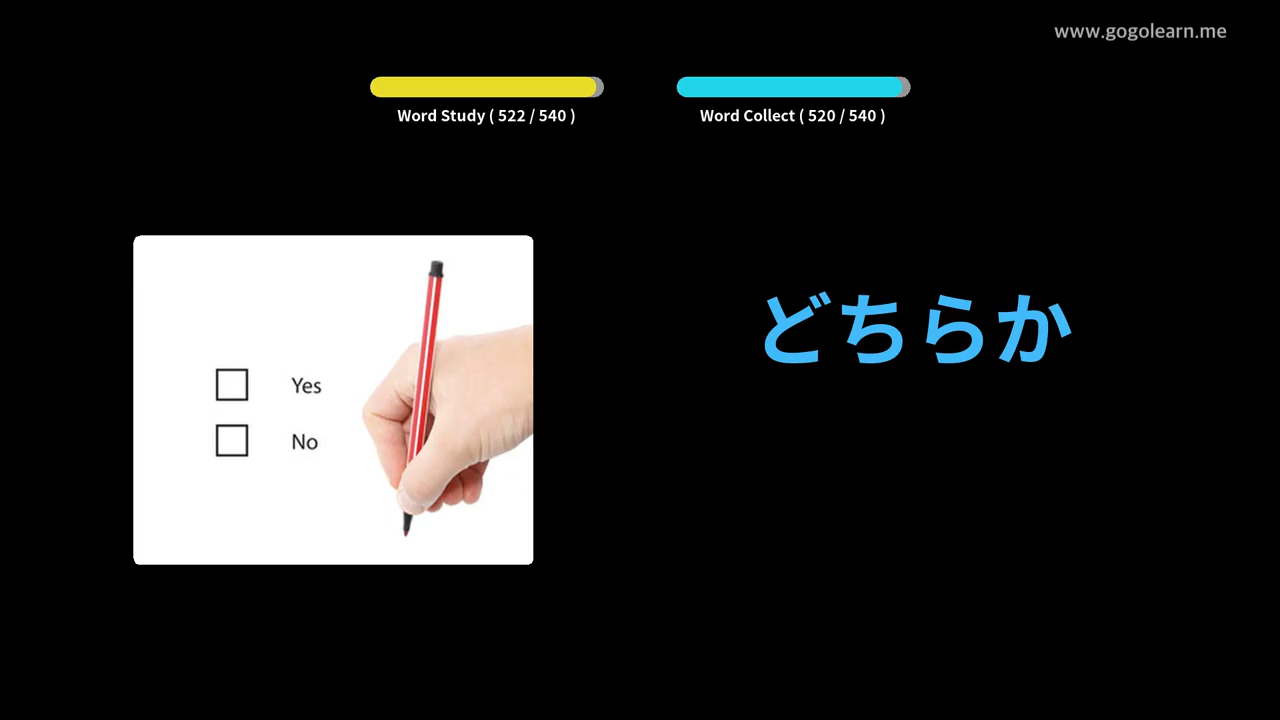 www.gogolearn.me
Word Study ( 522 / 540 )
Word Collect ( 520 / 540 )
Yes
No
どちらか